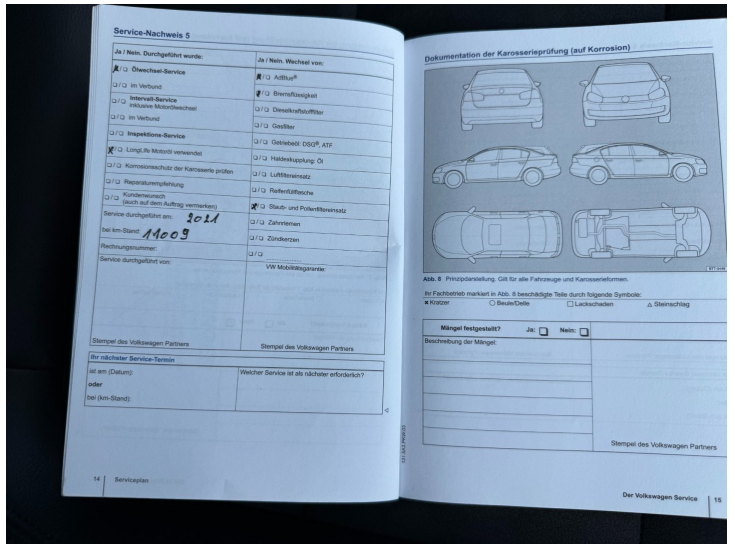 Service-Nachweis 5
Ja / Nein. Durchgeführt wurde:
❏/❏ Ölwechsel-Service
❏/❏ im Verbund
❏/❏ Intervall-Service
inklusive Motorölwechsel
❏/❏ im Verbund
❏/❏ Inspektions-Service
❏/❏ LongLife Motoröl verwendet
❏/❏ Korrosionsschutz der Karosserie prüfen
❏/❏ Reparaturempfehlung
❏/❏ Kundenwunsch
(auch auf dem Auftrag vermerken)
Service durchgeführt am: 2021
bei km-Stand: 11009
Rechnungsnummer:
Service durchgeführt von:
Stempel des Volkswagen Partners
Ja / Nein. Wechsel von:
❏/❏ AdBlue®
❏/❏ Bremsflüssigkeit
❏/❏ Dieselkraftstofffilter
❏/❏ Gasfilter
❏/❏ Getriebeöl: DSG®, ATF
❏/❏ Haldexkupplung: Öl
❏/❏ Luftfiltereinsatz
❏/❏ Reifenfüllflasche
❏/❏ Staub- und Pollenfiltereinsatz
❏/❏ Zahnriemen
❏/❏ Zündkerzen
❏/❏
VW Mobilitätsgarantie:
Stempel des Volkswagen Partners
Ihr nächster Service-Termin
ist am (Datum):
oder
bei (km-Stand):
Welcher Service ist als nächster erforderlich?
14 Serviceplan
Dokumentation der Karosserieprüfung (auf Korrosion)
Abb. 8 Prinzipdarstellung. Gilt für alle Fahrzeuge und Karosserieformen.
Ihr Fachbetrieb markiert in Abb. 8 beschädigte Teile durch folgende Symbole:
× Kratzer ○ Beule/Delle □ Lackschaden △ Steinschlag
Mängel festgestellt? Ja: ❏ Nein: ❏
Beschreibung der Mängel:
Stempel des Volkswagen Partners
Der Volkswagen Service 15